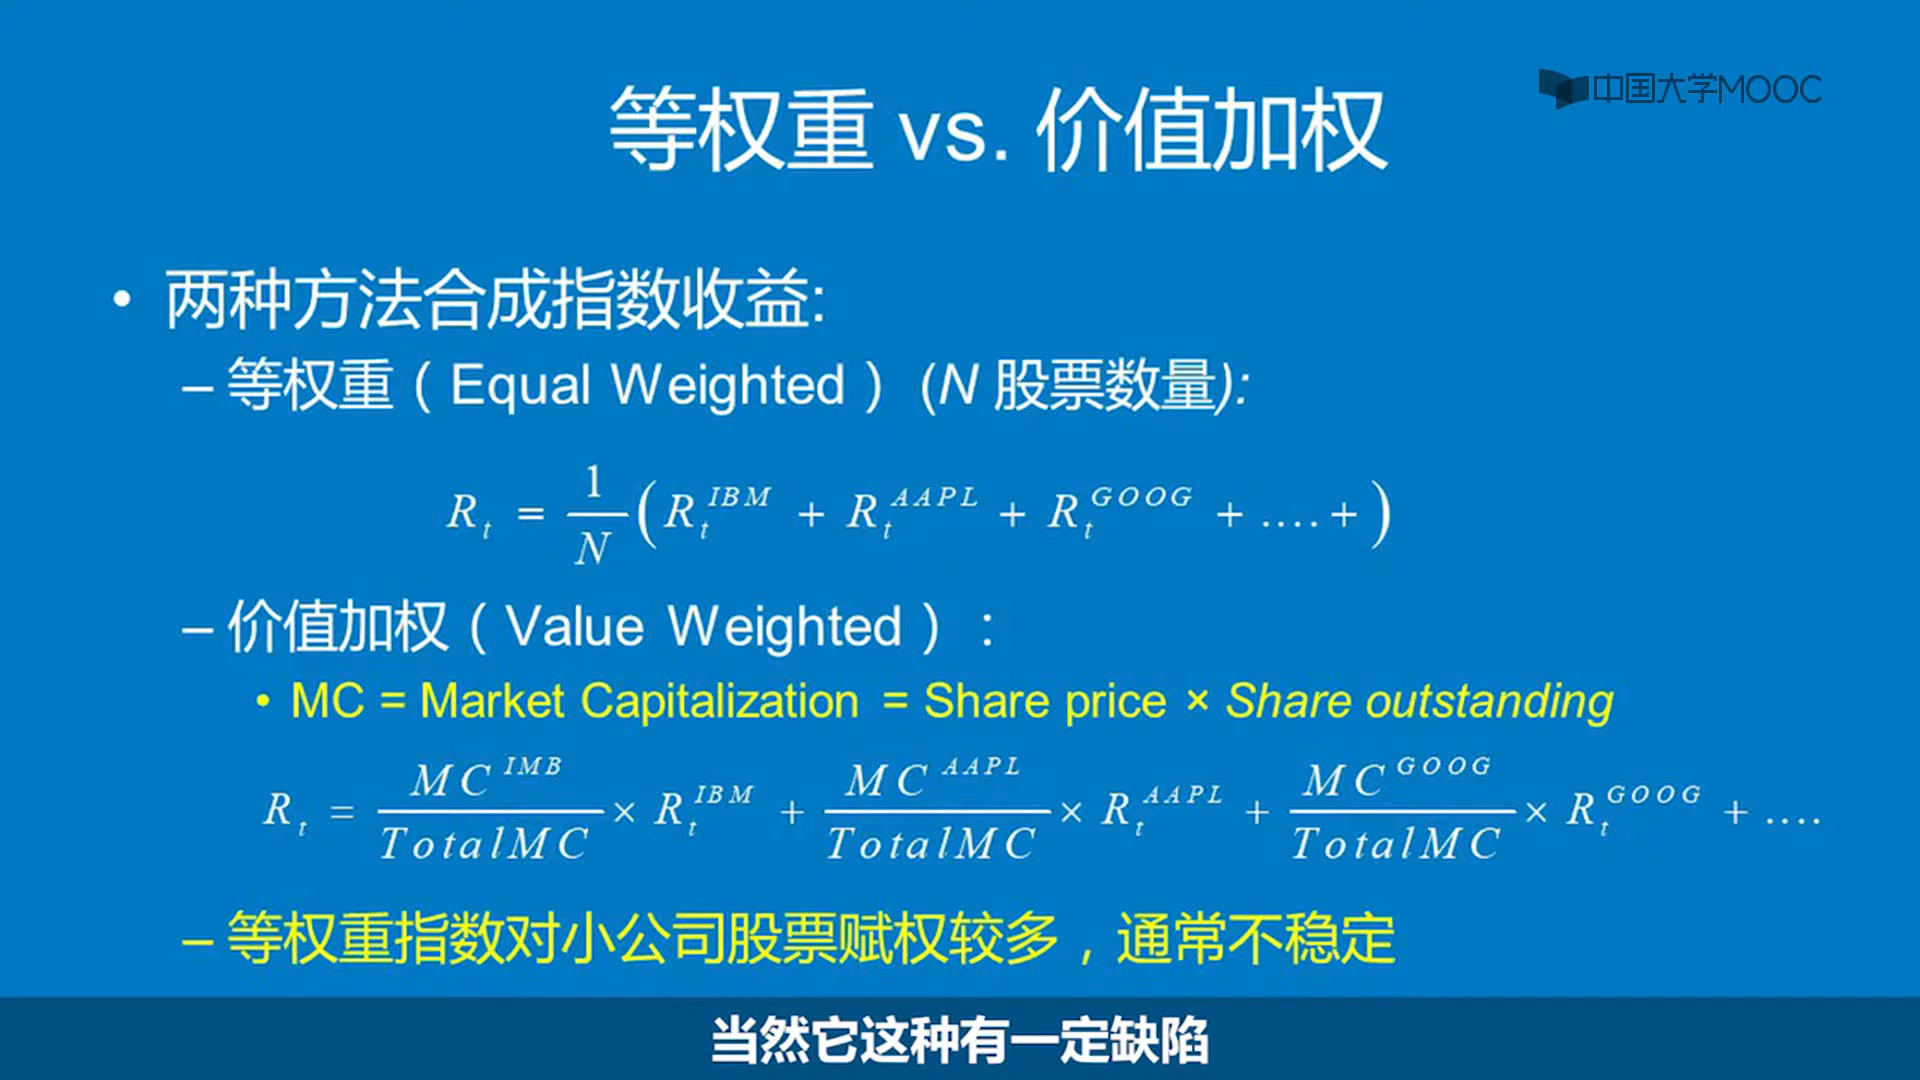 中国大学MOOC
等权重 vs. 价值加权
• 两种方法合成指数收益:
– 等权重（Equal Weighted） (N 股票数量):
R_t = 1/N (R_t^IBM + R_t^AAPL + R_t^GOOG + ....+ )
– 价值加权（Value Weighted）：
• MC = Market Capitalization = Share price × Share outstanding
R_t = MC^IMB/TotalMC × R_t^IBM + MC^AAPL/TotalMC × R_t^AAPL + MC^GOOG/TotalMC × R_t^GOOG + ....
– 等权重指数对小公司股票赋权较多，通常不稳定
当然它这种有一定缺陷